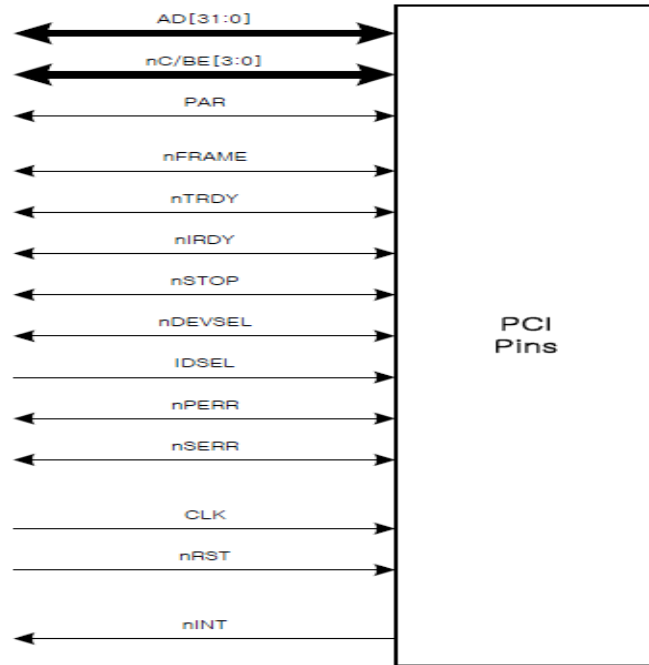 AD[31:0]
nC/BE[3:0]
PAR
nFRAME
nTRDY
nIRDY
nSTOP
nDEVSEL
IDSEL
nPERR
nSERR
CLK
nRST
nINT
PCI
Pins